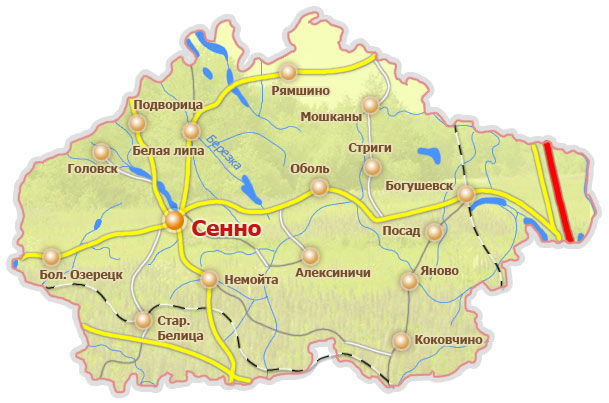 Рямшино
Подворица
Мошканы
Белая липа
Березка
Стриги
Головск
Оболь
Богушевск
Сенно
Посад
Бол. Озерецк
Немойта
Алексиничи
Яново
Стар.
Белица
Коковчино